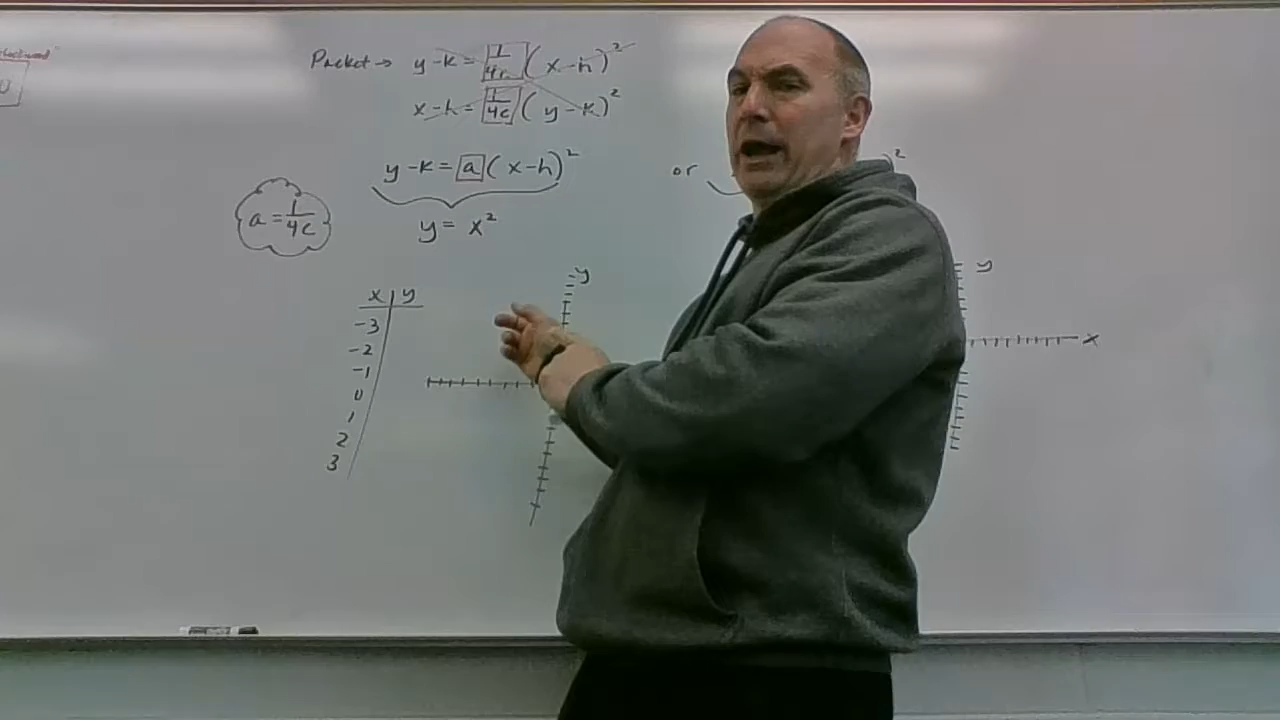 Packet → y-k = 1/4c (x-h)²
x-h = 1/4c (y-k)²
y-k = a (x-h)² or )²
a = 1/4c
y = x²
x y
-3
-2
-1
0
1
2
3
y
y
x